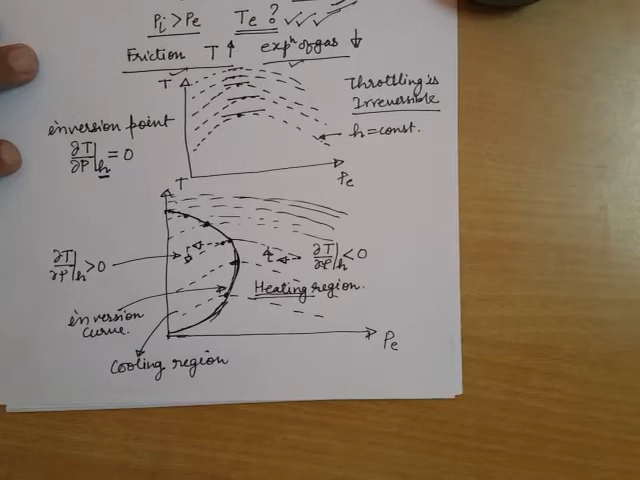 Pi > Pe Te ?
Friction T ↑ expⁿ of gas ↓
T
Throttling is
Irreversible
inversion point
∂T/∂P|h = 0
h = const.
Pe
T
∂T/∂P|h > 0
∂T/∂P|h < 0
Heating region.
inversion
curve.
Pe
Cooling region